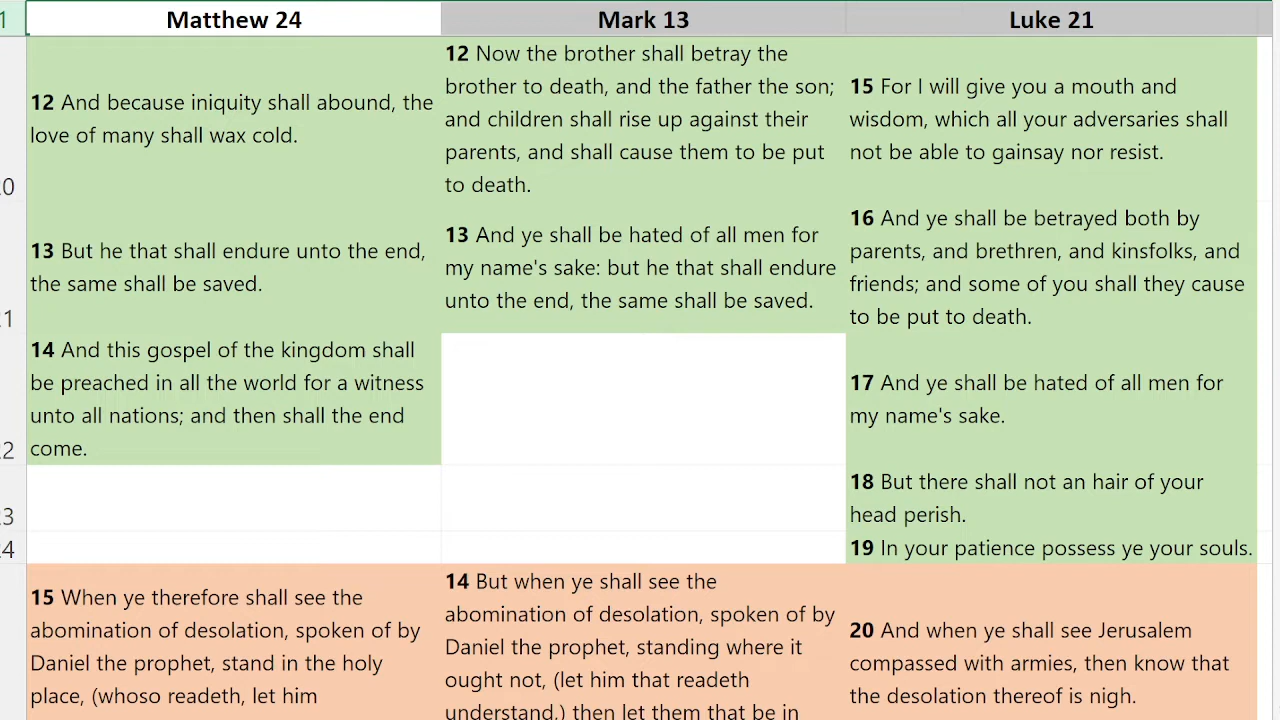 1
Matthew 24
Mark 13
Luke 21
12 And because iniquity shall abound, the
love of many shall wax cold.
12 Now the brother shall betray the
brother to death, and the father the son;
and children shall rise up against their
parents, and shall cause them to be put
to death.
15 For I will give you a mouth and
wisdom, which all your adversaries shall
not be able to gainsay nor resist.
0
13 But he that shall endure unto the end,
the same shall be saved.
13 And ye shall be hated of all men for
my name's sake: but he that shall endure
unto the end, the same shall be saved.
16 And ye shall be betrayed both by
parents, and brethren, and kinsfolks, and
friends; and some of you shall they cause
to be put to death.
1
14 And this gospel of the kingdom shall
be preached in all the world for a witness
unto all nations; and then shall the end
come.
17 And ye shall be hated of all men for
my name's sake.
2
18 But there shall not an hair of your
head perish.
3
19 In your patience possess ye your souls.
4
15 When ye therefore shall see the
abomination of desolation, spoken of by
Daniel the prophet, stand in the holy
place, (whoso readeth, let him
14 But when ye shall see the
abomination of desolation, spoken of by
Daniel the prophet, standing where it
ought not, (let him that readeth
understand,) then let them that be in
20 And when ye shall see Jerusalem
compassed with armies, then know that
the desolation thereof is nigh.